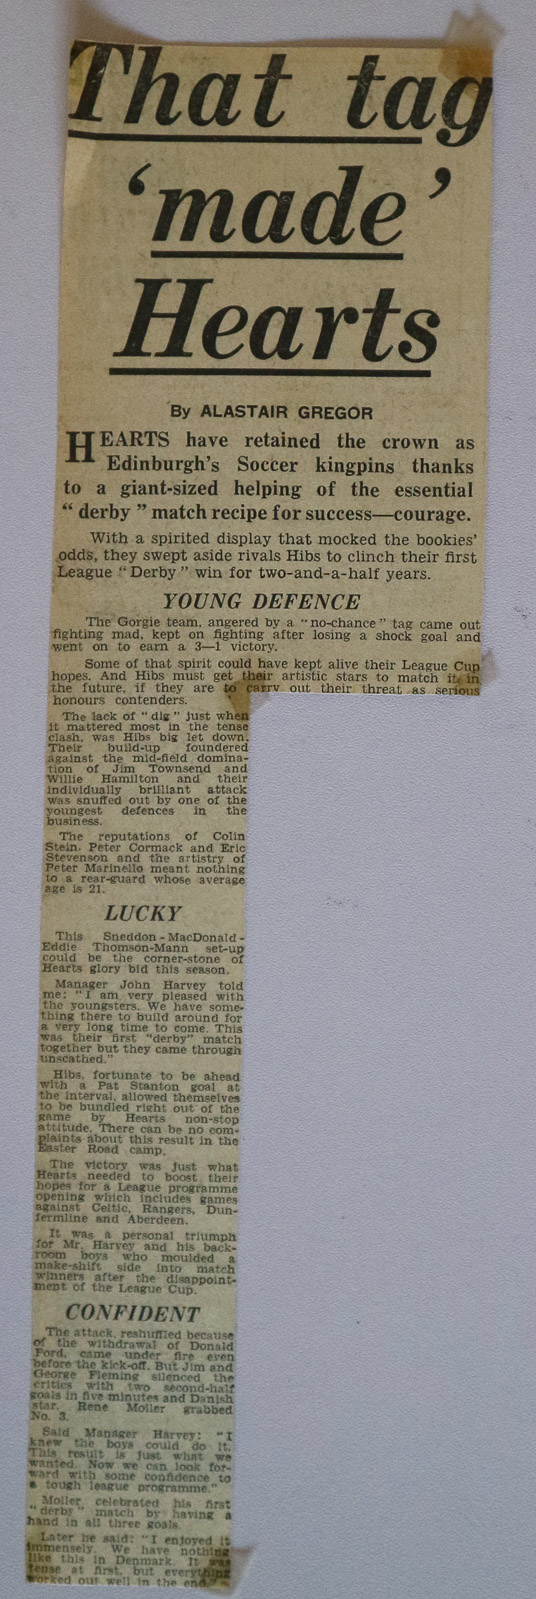 That tag
‘made’
Hearts
By ALASTAIR GREGOR
HEARTS have retained the crown as
Edinburgh's Soccer kingpins thanks
to a giant-sized helping of the essential
“derby” match recipe for success—courage.
With a spirited display that mocked the bookies'
odds, they swept aside rivals Hibs to clinch their first
League “Derby” win for two-and-a-half years.
YOUNG DEFENCE
The Gorgie team, angered by a “no-chance” tag came out
fighting mad, kept on fighting after losing a shock goal and
went on to earn a 3—1 victory.
Some of that spirit could have kept alive their League Cup
hopes. And Hibs must get their artistic stars to match it in
the future, if they are to carry out their threat as serious
honours contenders.
The lack of “dig” just when
it mattered most in the tense
clash, was Hibs big let down.
Their build-up foundered
against the mid-field domina-
tion of Jim Townsend and
Willie Hamilton and their
individually brilliant attack
was snuffed out by one of the
youngest defences in the
business.
The reputations of Colin
Stein, Peter Cormack and Eric
Stevenson and the artistry of
Peter Marinello meant nothing
to a rear-guard whose average
age is 21.
LUCKY
This Sneddon-MacDonald-
Eddie Thomson-Mann set-up
could be the corner-stone of
Hearts glory bid this season.
Manager John Harvey told
me: “I am very pleased with
the youngsters. We have some-
thing there to build around for
a very long time to come. This
was their first “derby” match
together but they came through
unscathed.”
Hibs, fortunate to be ahead
with a Pat Stanton goal at
the interval, allowed themselves
to be bundled right out of the
game by Hearts non-stop
attitude. There can be no com-
plaints about this result in the
Easter Road camp.
The victory was just what
Hearts needed to boost their
hopes for a League programme
opening which includes games
against Celtic, Rangers, Dun-
fermline and Aberdeen.
It was a personal triumph
for Mr. Harvey and his back-
room boys who moulded a
make-shift side into match
winners after the disappoint-
ment of the League Cup.
CONFIDENT
The attack, reshuffled because
of the withdrawal of Donald
Ford, came under fire even
before the kick-off. But Jim and
George Fleming silenced the
critics with two second-half
goals in five minutes and Danish
star, Rene Moller grabbed
No. 3.
Said Manager Harvey: “I
knew the boys could do it.
This result is just what we
wanted. Now we can look for-
ward with some confidence to
a tough league programme.”
Moller celebrated his first
“derby” match by having a
hand in all three goals.
Later he said: “I enjoyed it
immensely. We have nothing
like this in Denmark. It was
tense at first, but everything
worked out well in the end.”